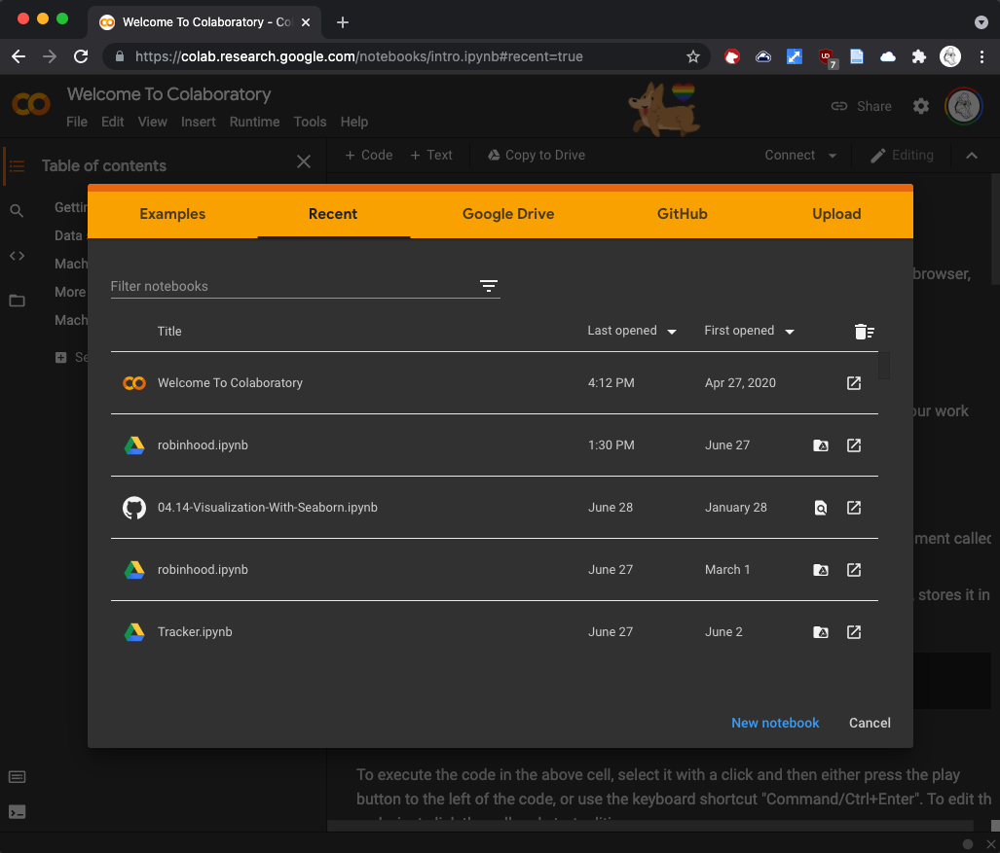 Welcome To Colaboratory - Co
https://colab.research.google.com/notebooks/intro.ipynb#recent=true
UD
7
Welcome To Colaboratory
File Edit View Insert Runtime Tools Help
Share
Table of contents
+ Code + Text Copy to Drive
Connect Editing
Examples Recent Google Drive GitHub Upload
Data
Mach
More
Mach
browser,
our work
ment called
stores it in
Filter notebooks
Title Last opened First opened
Welcome To Colaboratory 4:12 PM Apr 27, 2020
robinhood.ipynb 1:30 PM June 27
04.14-Visualization-With-Seaborn.ipynb June 28 January 28
robinhood.ipynb June 27 March 1
Tracker.ipynb June 27 June 2
New notebook Cancel
To execute the code in the above cell, select it with a click and then either press the play
button to the left of the code, or use the keyboard shortcut "Command/Ctrl+Enter". To edit th